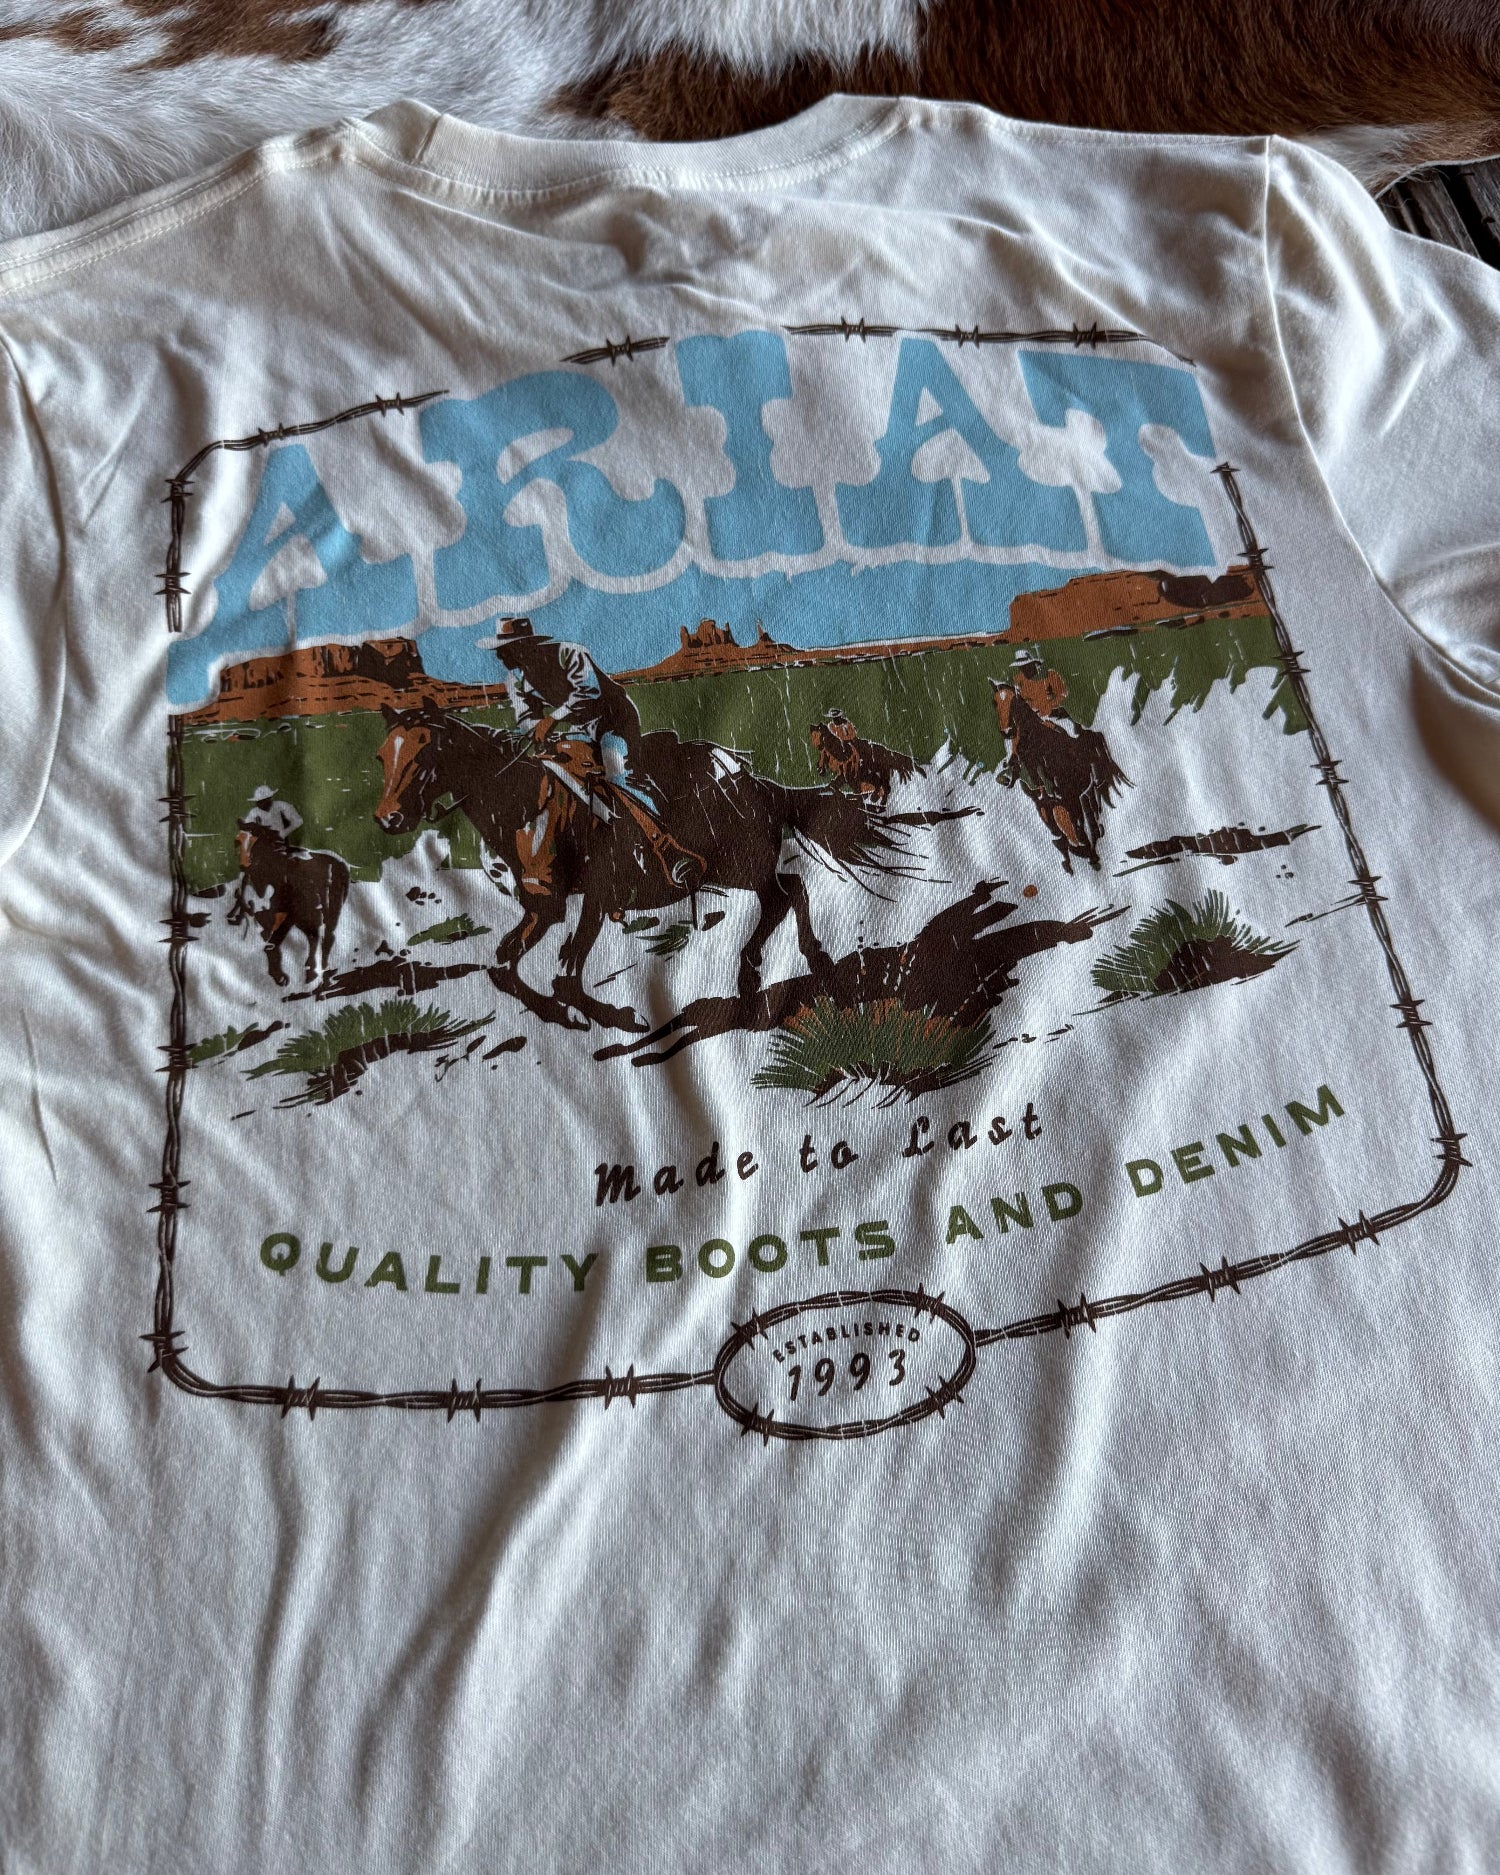 ARIAT
Made to Last
QUALITY BOOTS AND DENIM
ESTABLISHED
1993